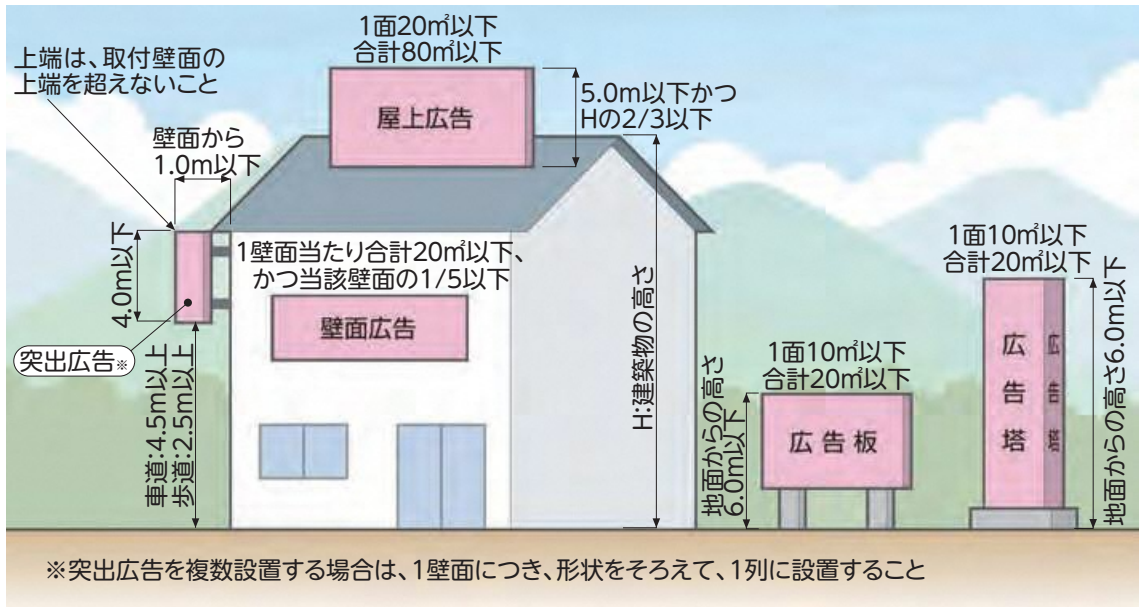 1面20㎡以下
合計80㎡以下
上端は、取付壁面の
上端を超えないこと
屋上広告
5.0m以下かつ
Hの2/3以下
壁面から
1.0m以下
4.0m以下
突出広告※
車道:4.5m以上
歩道:2.5m以上
1壁面当たり合計20㎡以下、
かつ当該壁面の1/5以下
壁面広告
H:建築物の高さ
1面10㎡以下
合計20㎡以下
地面からの高さ
6.0m以下
広告板
1面10㎡以下
合計20㎡以下
広告塔
広告塔
地面からの高さ6.0m以下
※突出広告を複数設置する場合は、1壁面につき、形状をそろえて、1列に設置すること